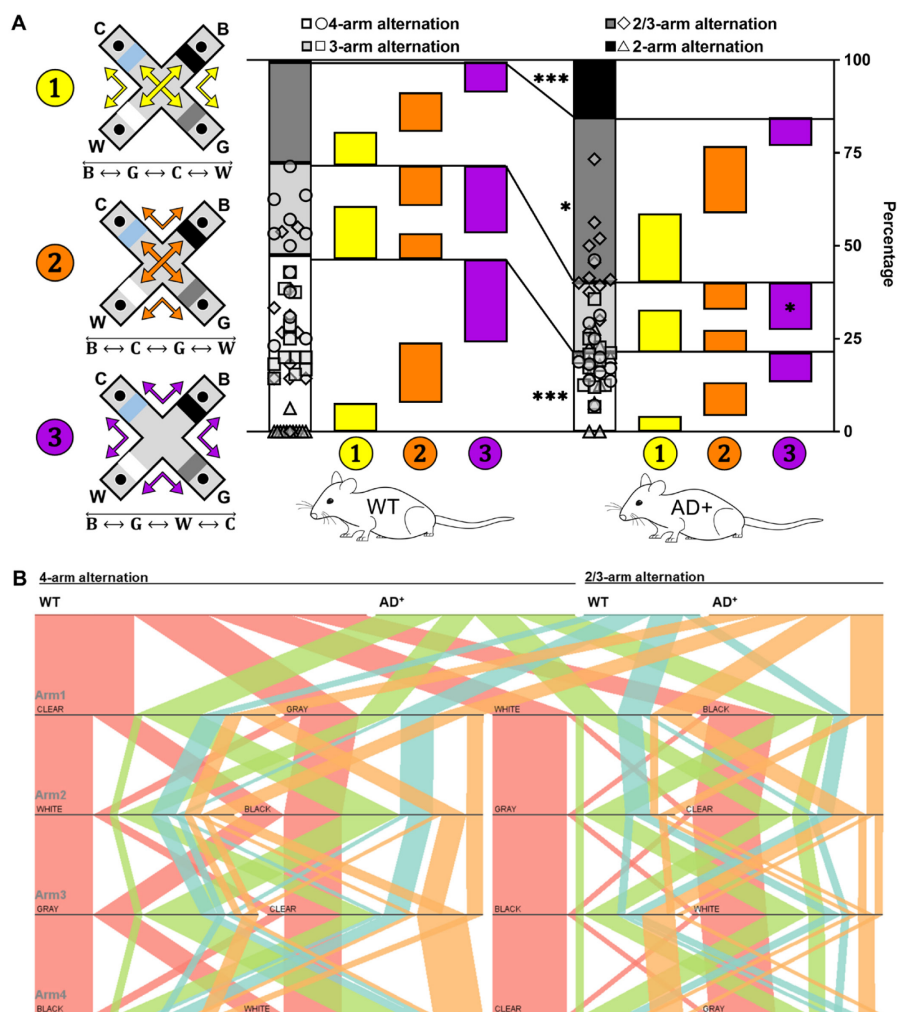 A
C B
W G
1
B ↔ G ↔ C ↔ W
C B
W G
2
B ↔ C ↔ G ↔ W
C B
W G
3
B ↔ G ↔ W ↔ C
4-arm alternation
3-arm alternation
2/3-arm alternation
2-arm alternation
***
*
***
*
100
75
50
25
0
Percentage
1 2 3
1 2 3
WT
AD+
B
4-arm alternation 2/3-arm alternation
WT AD+ WT AD+
Arm1
CLEAR GRAY WHITE BLACK
Arm2
WHITE BLACK GRAY CLEAR
Arm3
GRAY CLEAR BLACK WHITE
Arm4
BLACK WHITE CLEAR GRAY